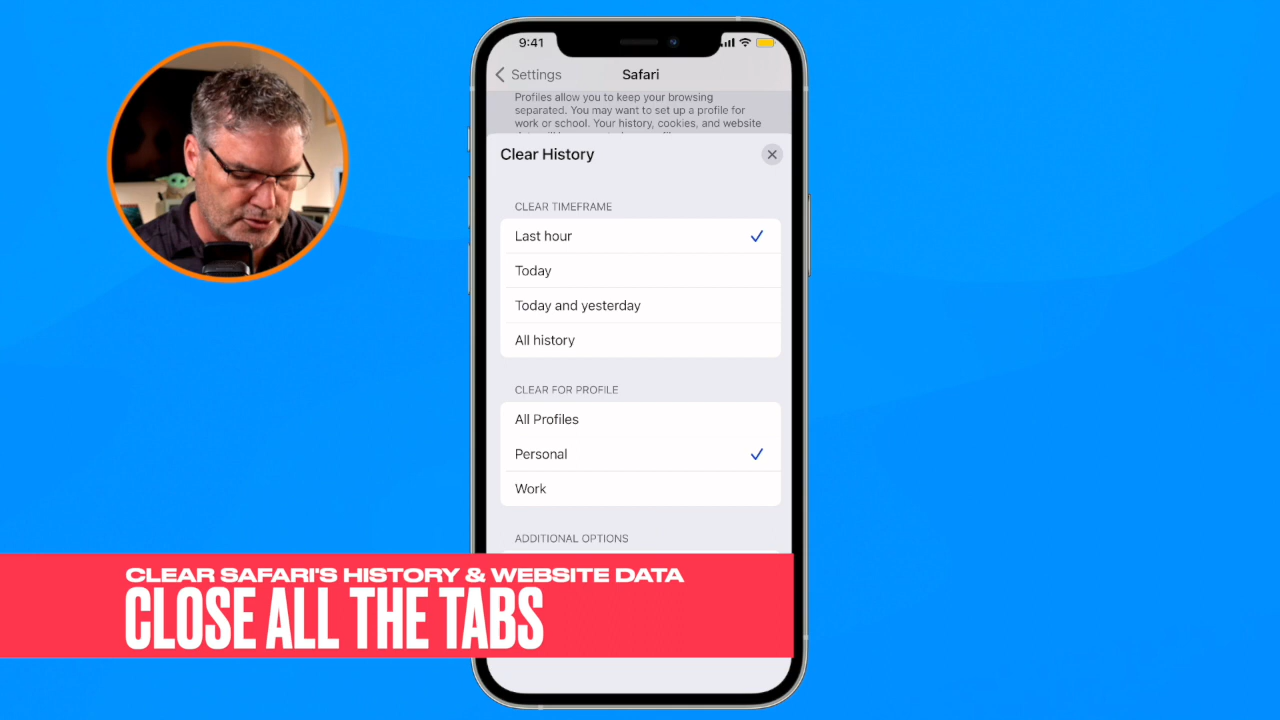 9:41
Settings
Safari
Profiles allow you to keep your browsing
separated. You may want to set up a profile for
work or school. Your history, cookies, and website
Clear History
CLEAR TIMEFRAME
Last hour
Today
Today and yesterday
All history
CLEAR FOR PROFILE
All Profiles
Personal
Work
ADDITIONAL OPTIONS
CLEAR SAFARI'S HISTORY & WEBSITE DATA
CLOSE ALL THE TABS